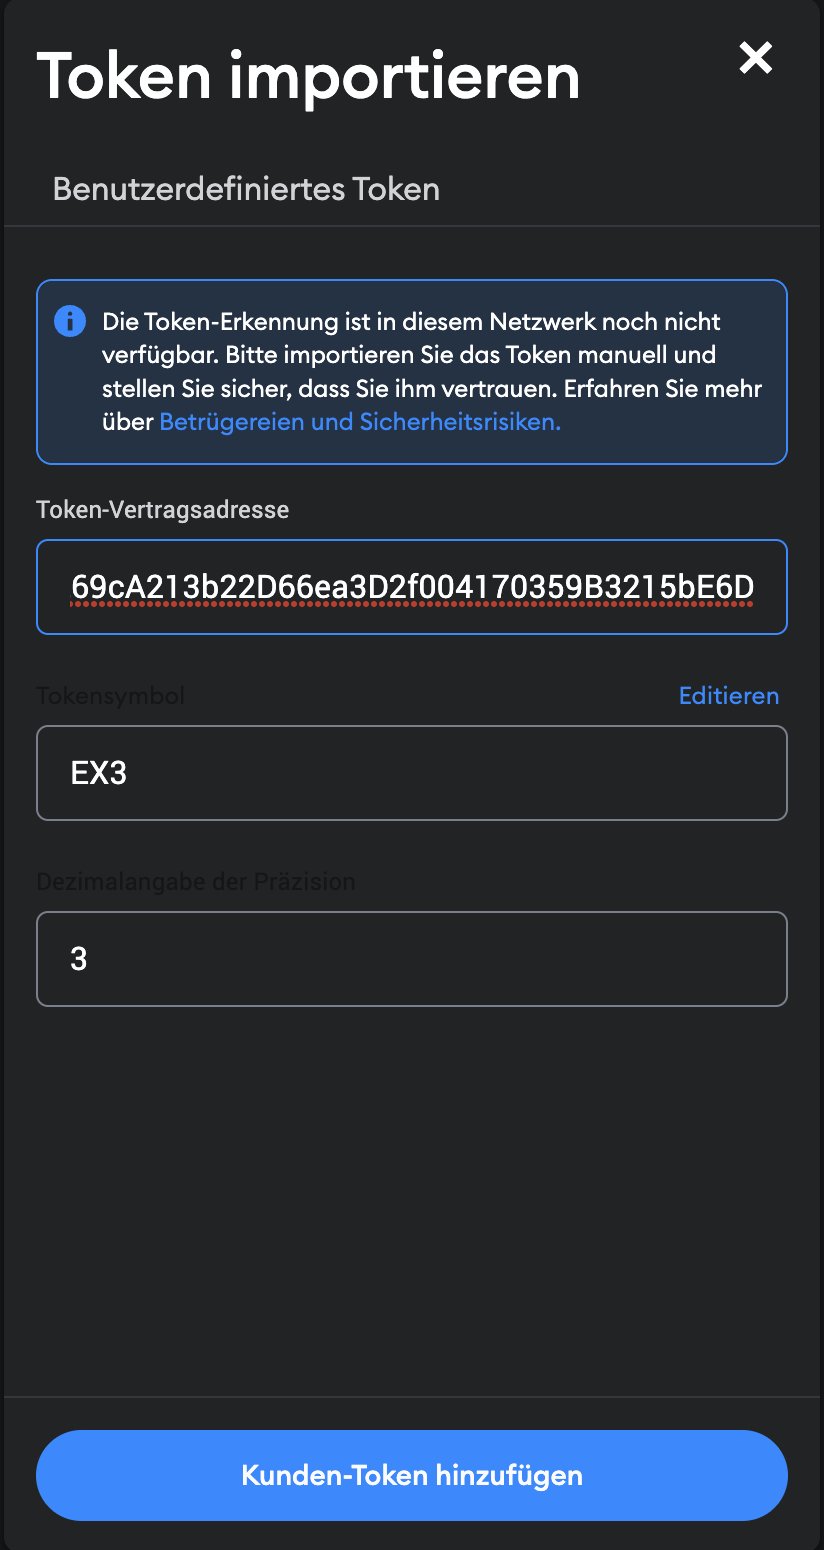 Token importieren
Benutzerdefiniertes Token
Die Token-Erkennung ist in diesem Netzwerk noch nicht
verfügbar. Bitte importieren Sie das Token manuell und
stellen Sie sicher, dass Sie ihm vertrauen. Erfahren Sie mehr
über Betrügereien und Sicherheitsrisiken.
Token-Vertragsadresse
69cA213b22D66ea3D2f004170359B3215bE6D
Tokensymbol Editieren
EX3
Dezimalangabe der Präzision
3
Kunden-Token hinzufügen